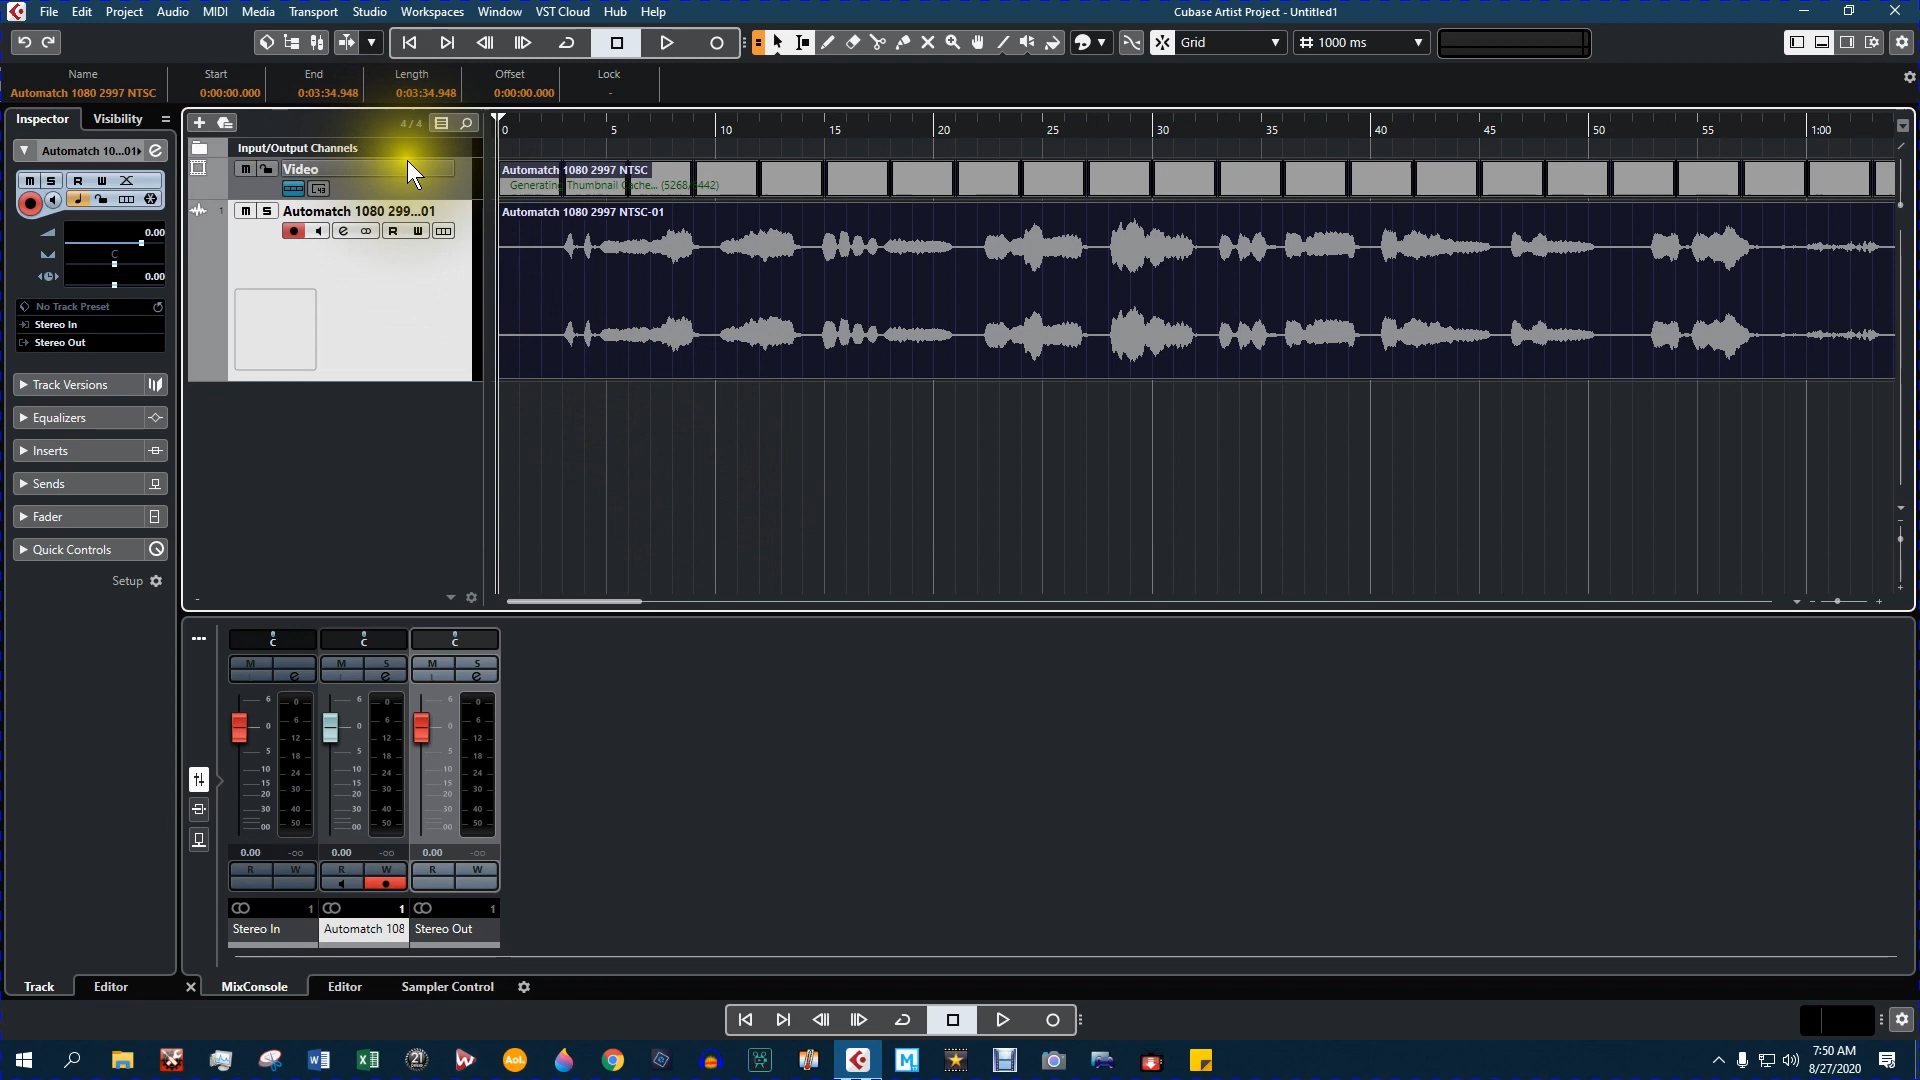 File Edit Project Audio MIDI Media Transport Studio Workspaces Window VST Cloud Hub Help
Cubase Artist Project - Untitled1
Grid
1000 ms
Name Start End Length Offset Lock
Automatch 1080 2997 NTSC 0:00:00.000 0:03:34.948 0:03:34.948 0:00:00.000 -
Inspector Visibility
4 / 4
0 5 10 15 20 25 30 35 40 45 50 55 1:00
Automatch 10...01
Input/Output Channels
M Video
Automatch 1080 2997 NTSC
M S R W
Generating Thumbnail Cache...
1 M S Automatch 1080 299...01
Automatch 1080 2997 NTSC-01
e R W
0.00
C
0.00
No Track Preset
Stereo In
Stereo Out
Track Versions
Equalizers
Inserts
Sends
Fader
Quick Controls
Setup
C C C
M M S M S
e e e
6 0 6 0 6 0
0 6 6 6
12 12 12
5 18 5 18 5 18
10 24 10 24 10 24
15 15 15
20 30 20 30 20 30
30 40 30 40 30 40
00 50 00 50 00 50
0.00 -oo 0.00 -oo 0.00 -oo
R W R W R W
1 1 1
Stereo In Automatch 108 Stereo Out
Track Editor MixConsole Editor Sampler Control
7:50 AM
8/27/2020